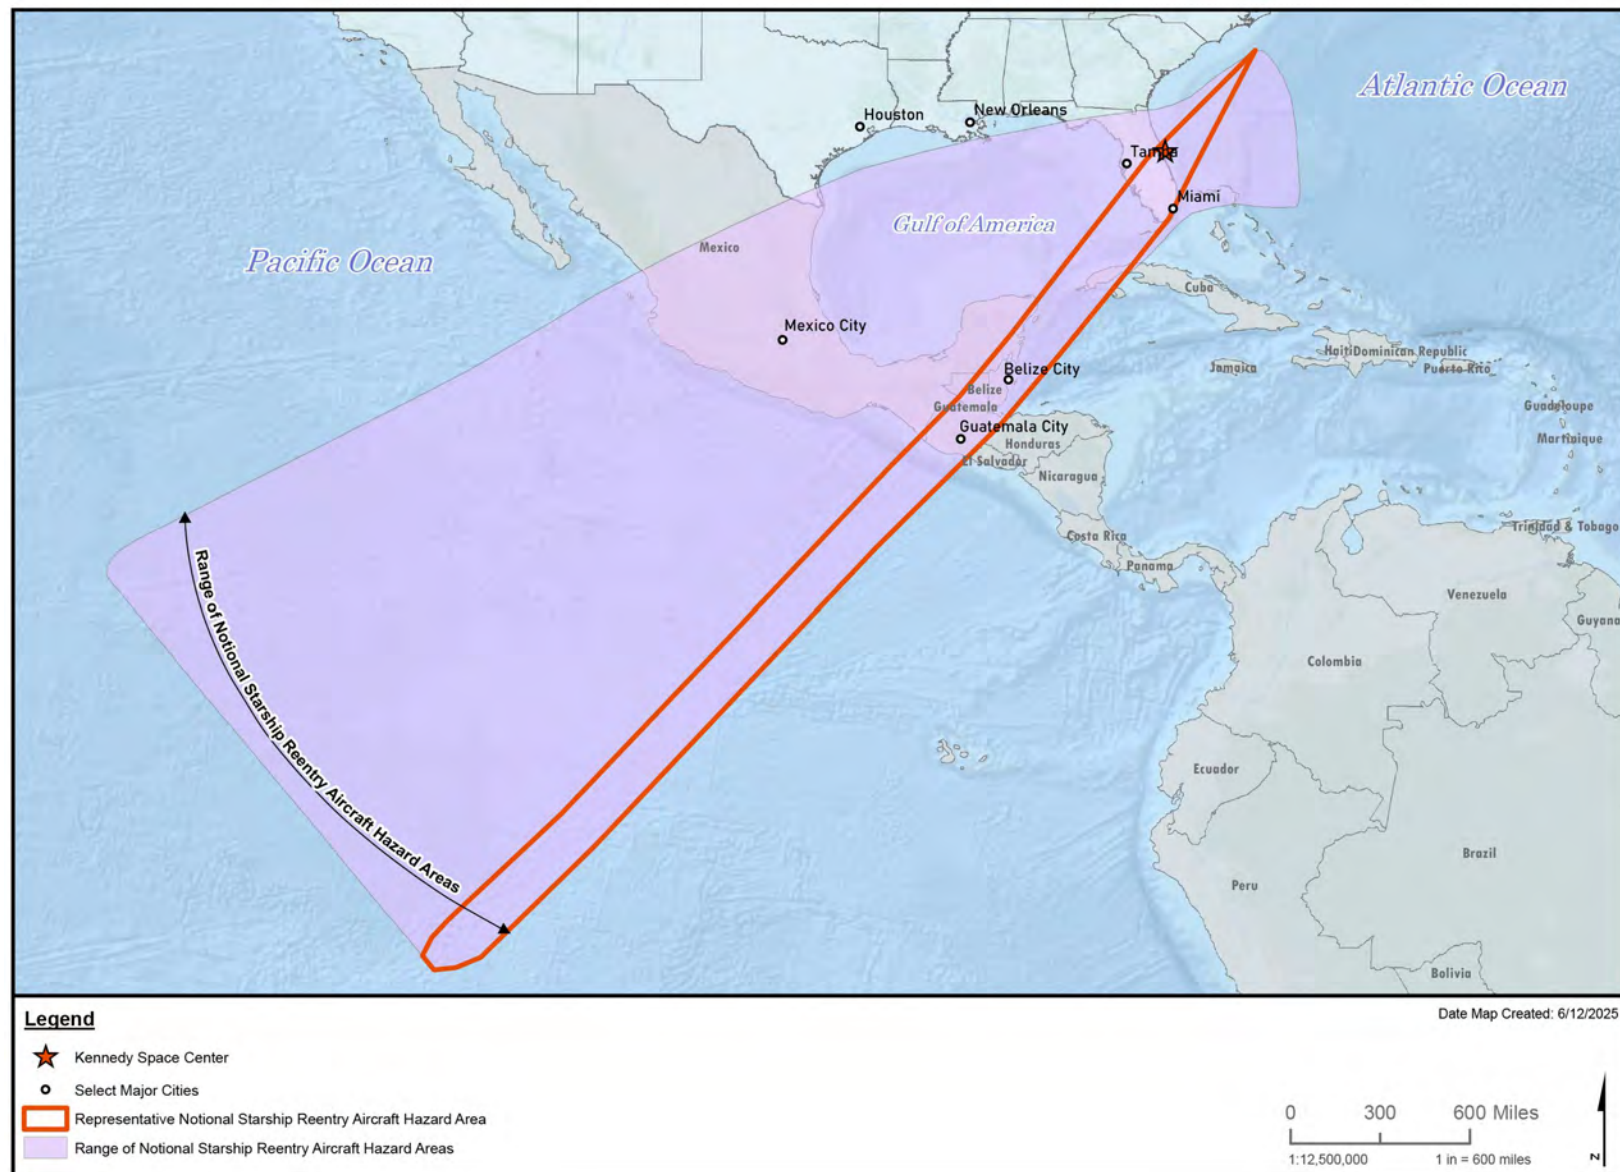 Atlantic Ocean
Houston
New Orleans
Tampa
Miami
Gulf of America
Pacific Ocean
Mexico
Cuba
Mexico City
Haiti
Dominican Republic
Jamaica
Puerto Rico
Belize City
Belize
Guatemala
Guadeloupe
Guatemala City
Honduras
Martinique
El Salvador
Nicaragua
Costa Rica
Trinidad & Tobago
Panama
Venezuela
Guyana
Range of Notional Starship Reentry Aircraft Hazard Areas
Colombia
Ecuador
Brazil
Peru
Bolivia
Legend
Date Map Created: 6/12/2025
Kennedy Space Center
Select Major Cities
Representative Notional Starship Reentry Aircraft Hazard Area
Range of Notional Starship Reentry Aircraft Hazard Areas
0 300 600 Miles
1:12,500,000 1 in = 600 miles
N